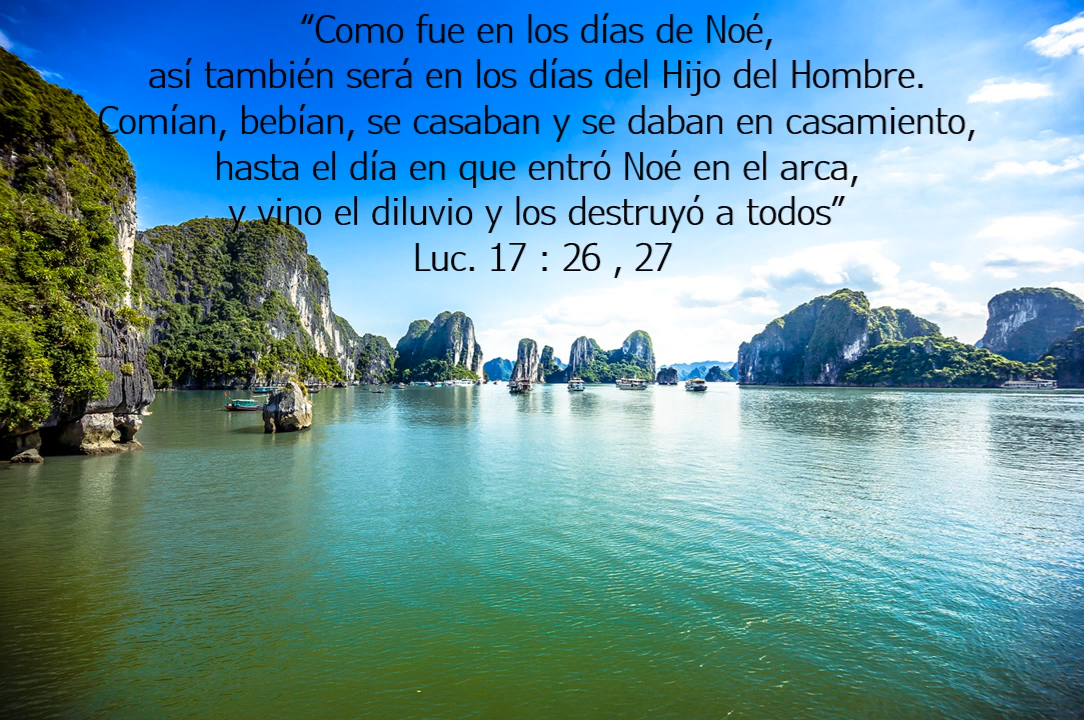 “Como fue en los días de Noé,
así también será en los días del Hijo del Hombre.
Comían, bebían, se casaban y se daban en casamiento,
hasta el día en que entró Noé en el arca,
y vino el diluvio y los destruyó a todos”
Luc. 17 : 26 , 27